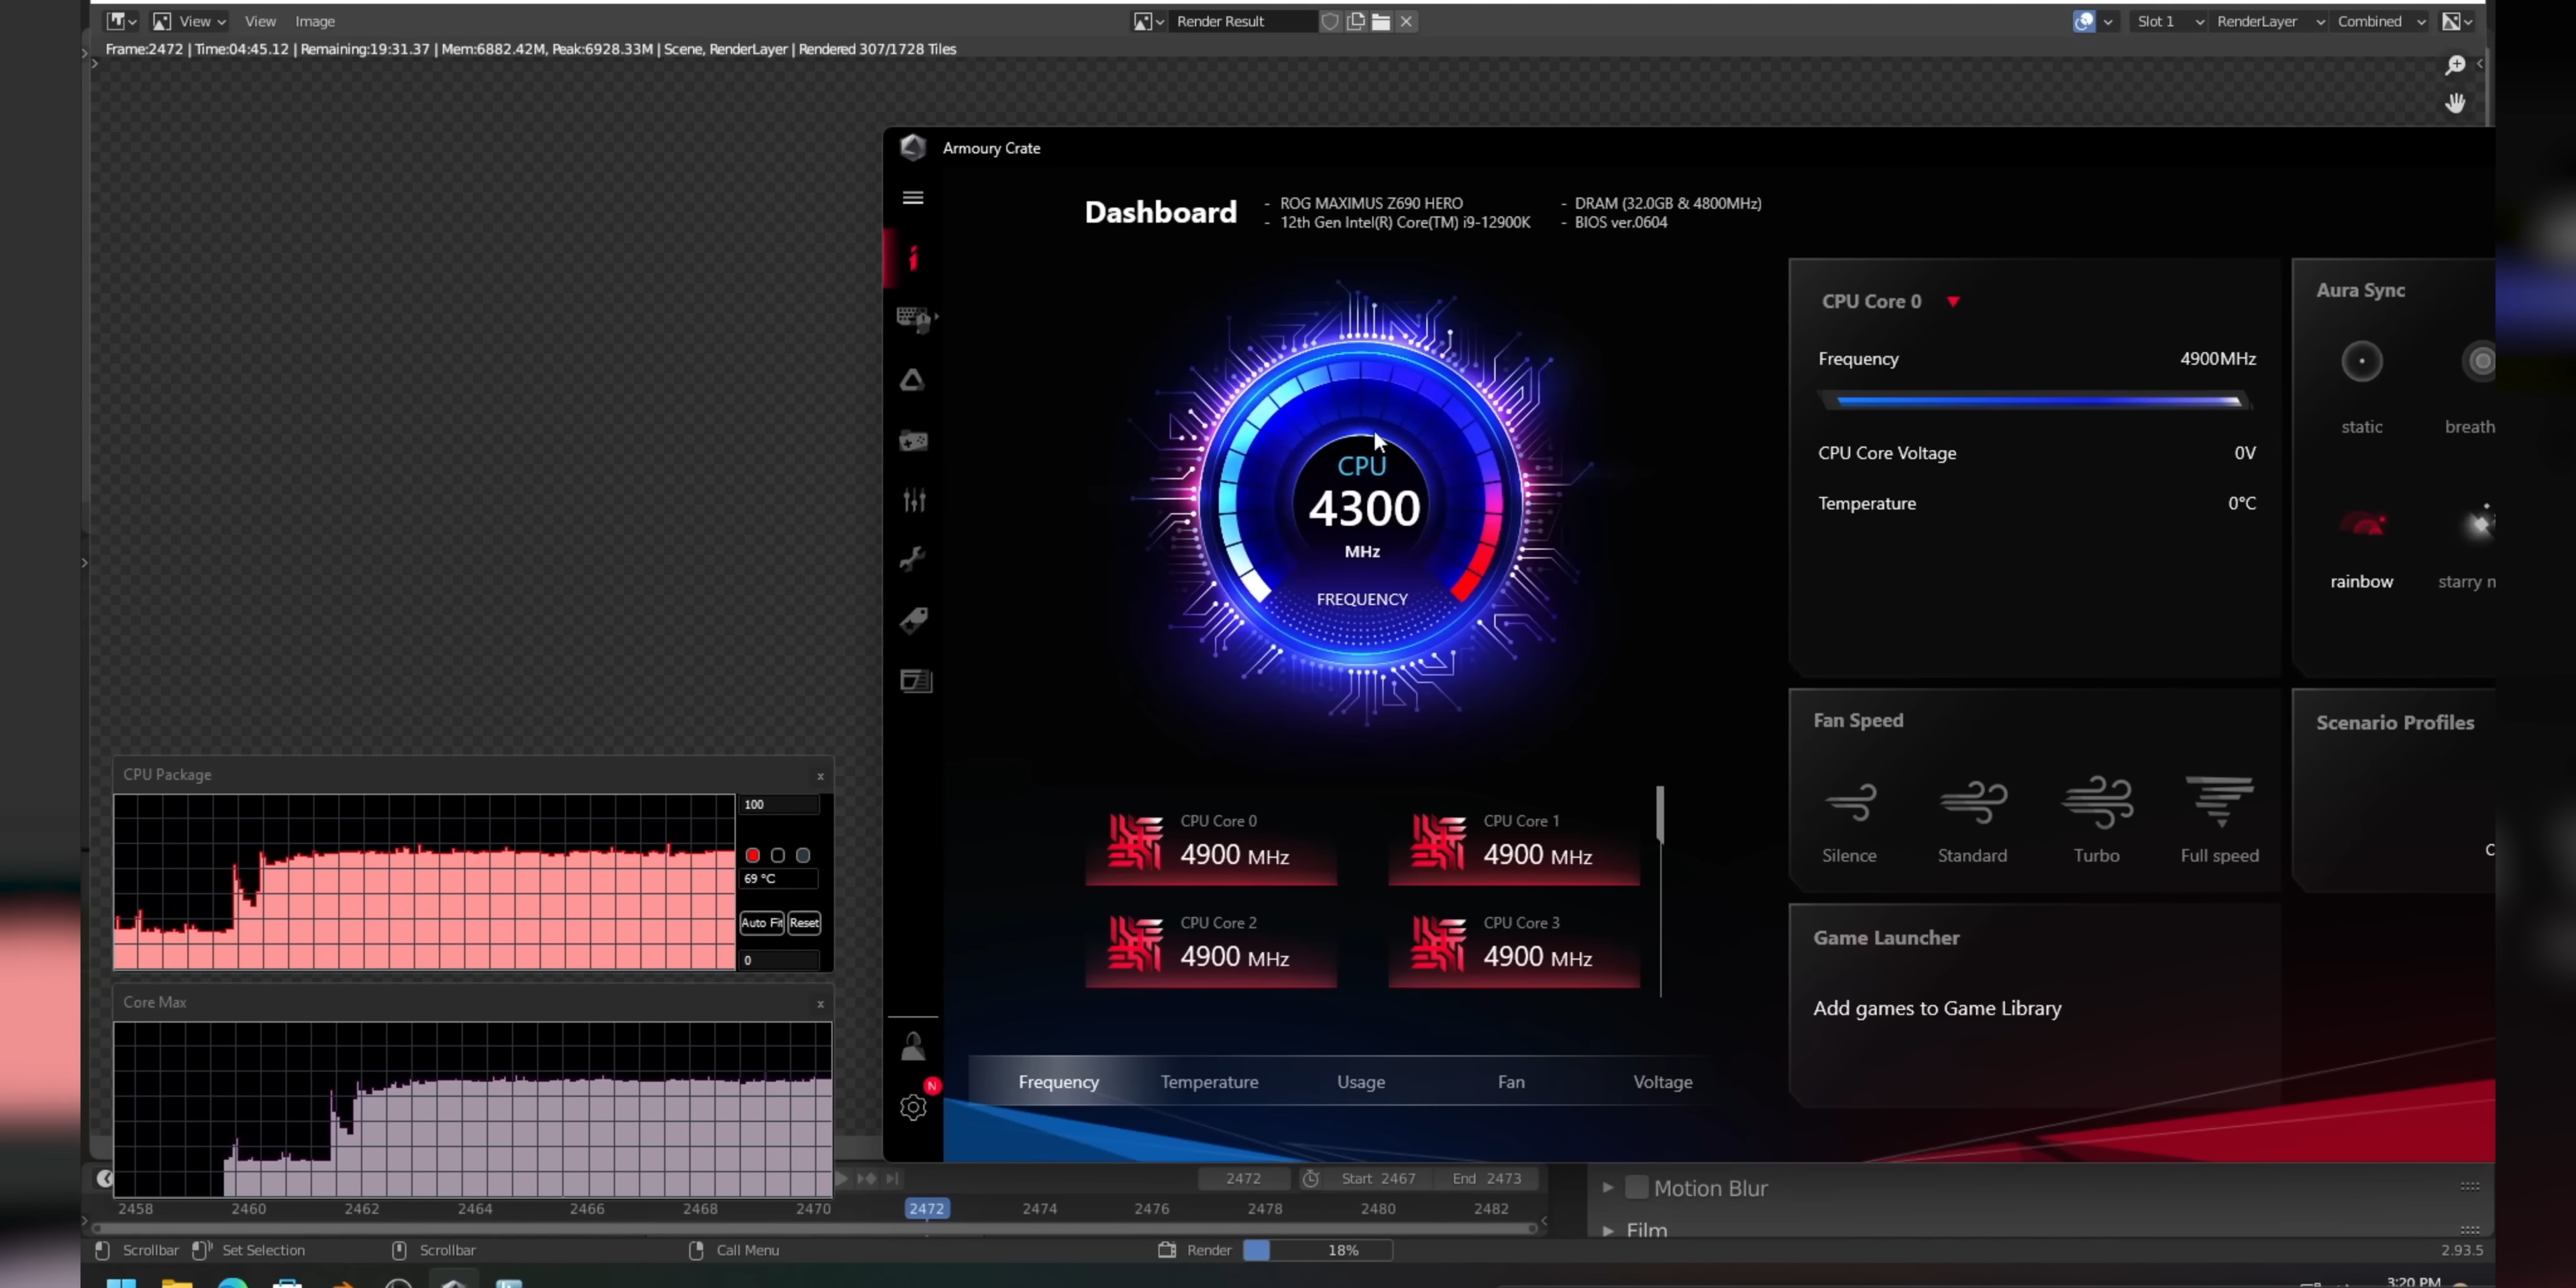 View View Image Render Result Slot 1 RenderLayer Combined
Frame:2472 | Time:04:45.12 | Remaining:19:31.37 | Mem:6882.42M, Peak:6928.33M | Scene, RenderLayer | Rendered 307/1728 Tiles
Armoury Crate
Dashboard
- ROG MAXIMUS Z690 HERO
- 12th Gen Intel(R) Core(TM) i9-12900K
- DRAM (32.0GB & 4800MHz)
- BIOS ver.0604
CPU
4300
MHz
FREQUENCY
CPU Core 0
Frequency 4900MHz
CPU Core Voltage 0V
Temperature 0°C
Aura Sync
static breath
rainbow starry n
CPU Core 0
4900 MHz
CPU Core 1
4900 MHz
CPU Core 2
4900 MHz
CPU Core 3
4900 MHz
Fan Speed
Silence Standard Turbo Full speed
Scenario Profiles
Game Launcher
Add games to Game Library
Frequency Temperature Usage Fan Voltage
N
CPU Package x
100
69 °C
Auto Fit Reset
0
Core Max x
2472 Start 2467 End 2473
2458 2460 2462 2464 2466 2468 2470 2472 2474 2476 2478 2480 2482
Motion Blur
Film
Scrollbar Set Selection Scrollbar Call Menu Render 18% 2.93.5
3:20 PM